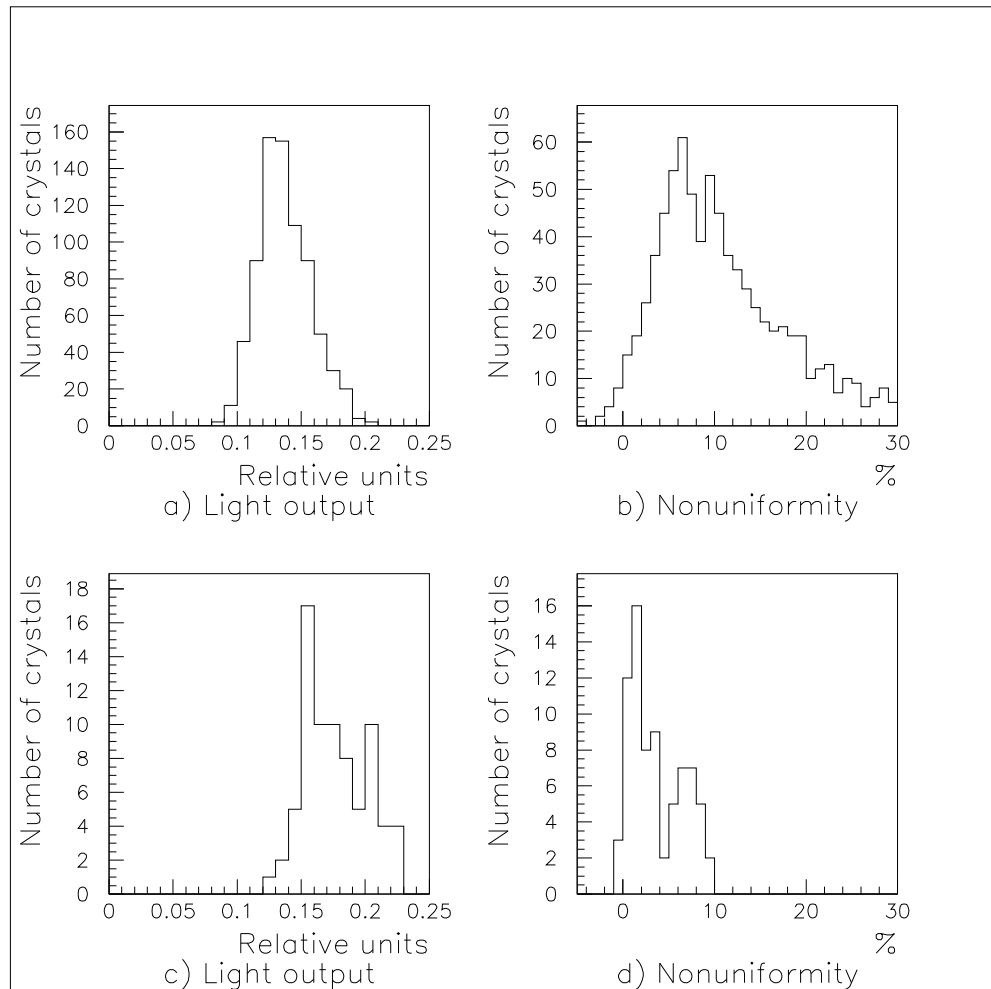 Number of crystals
160
140
120
100
80
60
40
20
0
0 0.05 0.1 0.15 0.2 0.25
Relative units
a) Light output
Number of crystals
60
50
40
30
20
10
0
0 10 20 30
%
b) Nonuniformity
Number of crystals
18
16
14
12
10
8
6
4
2
0
0 0.05 0.1 0.15 0.2 0.25
Relative units
c) Light output
Number of crystals
16
14
12
10
8
6
4
2
0
0 10 20 30
%
d) Nonuniformity